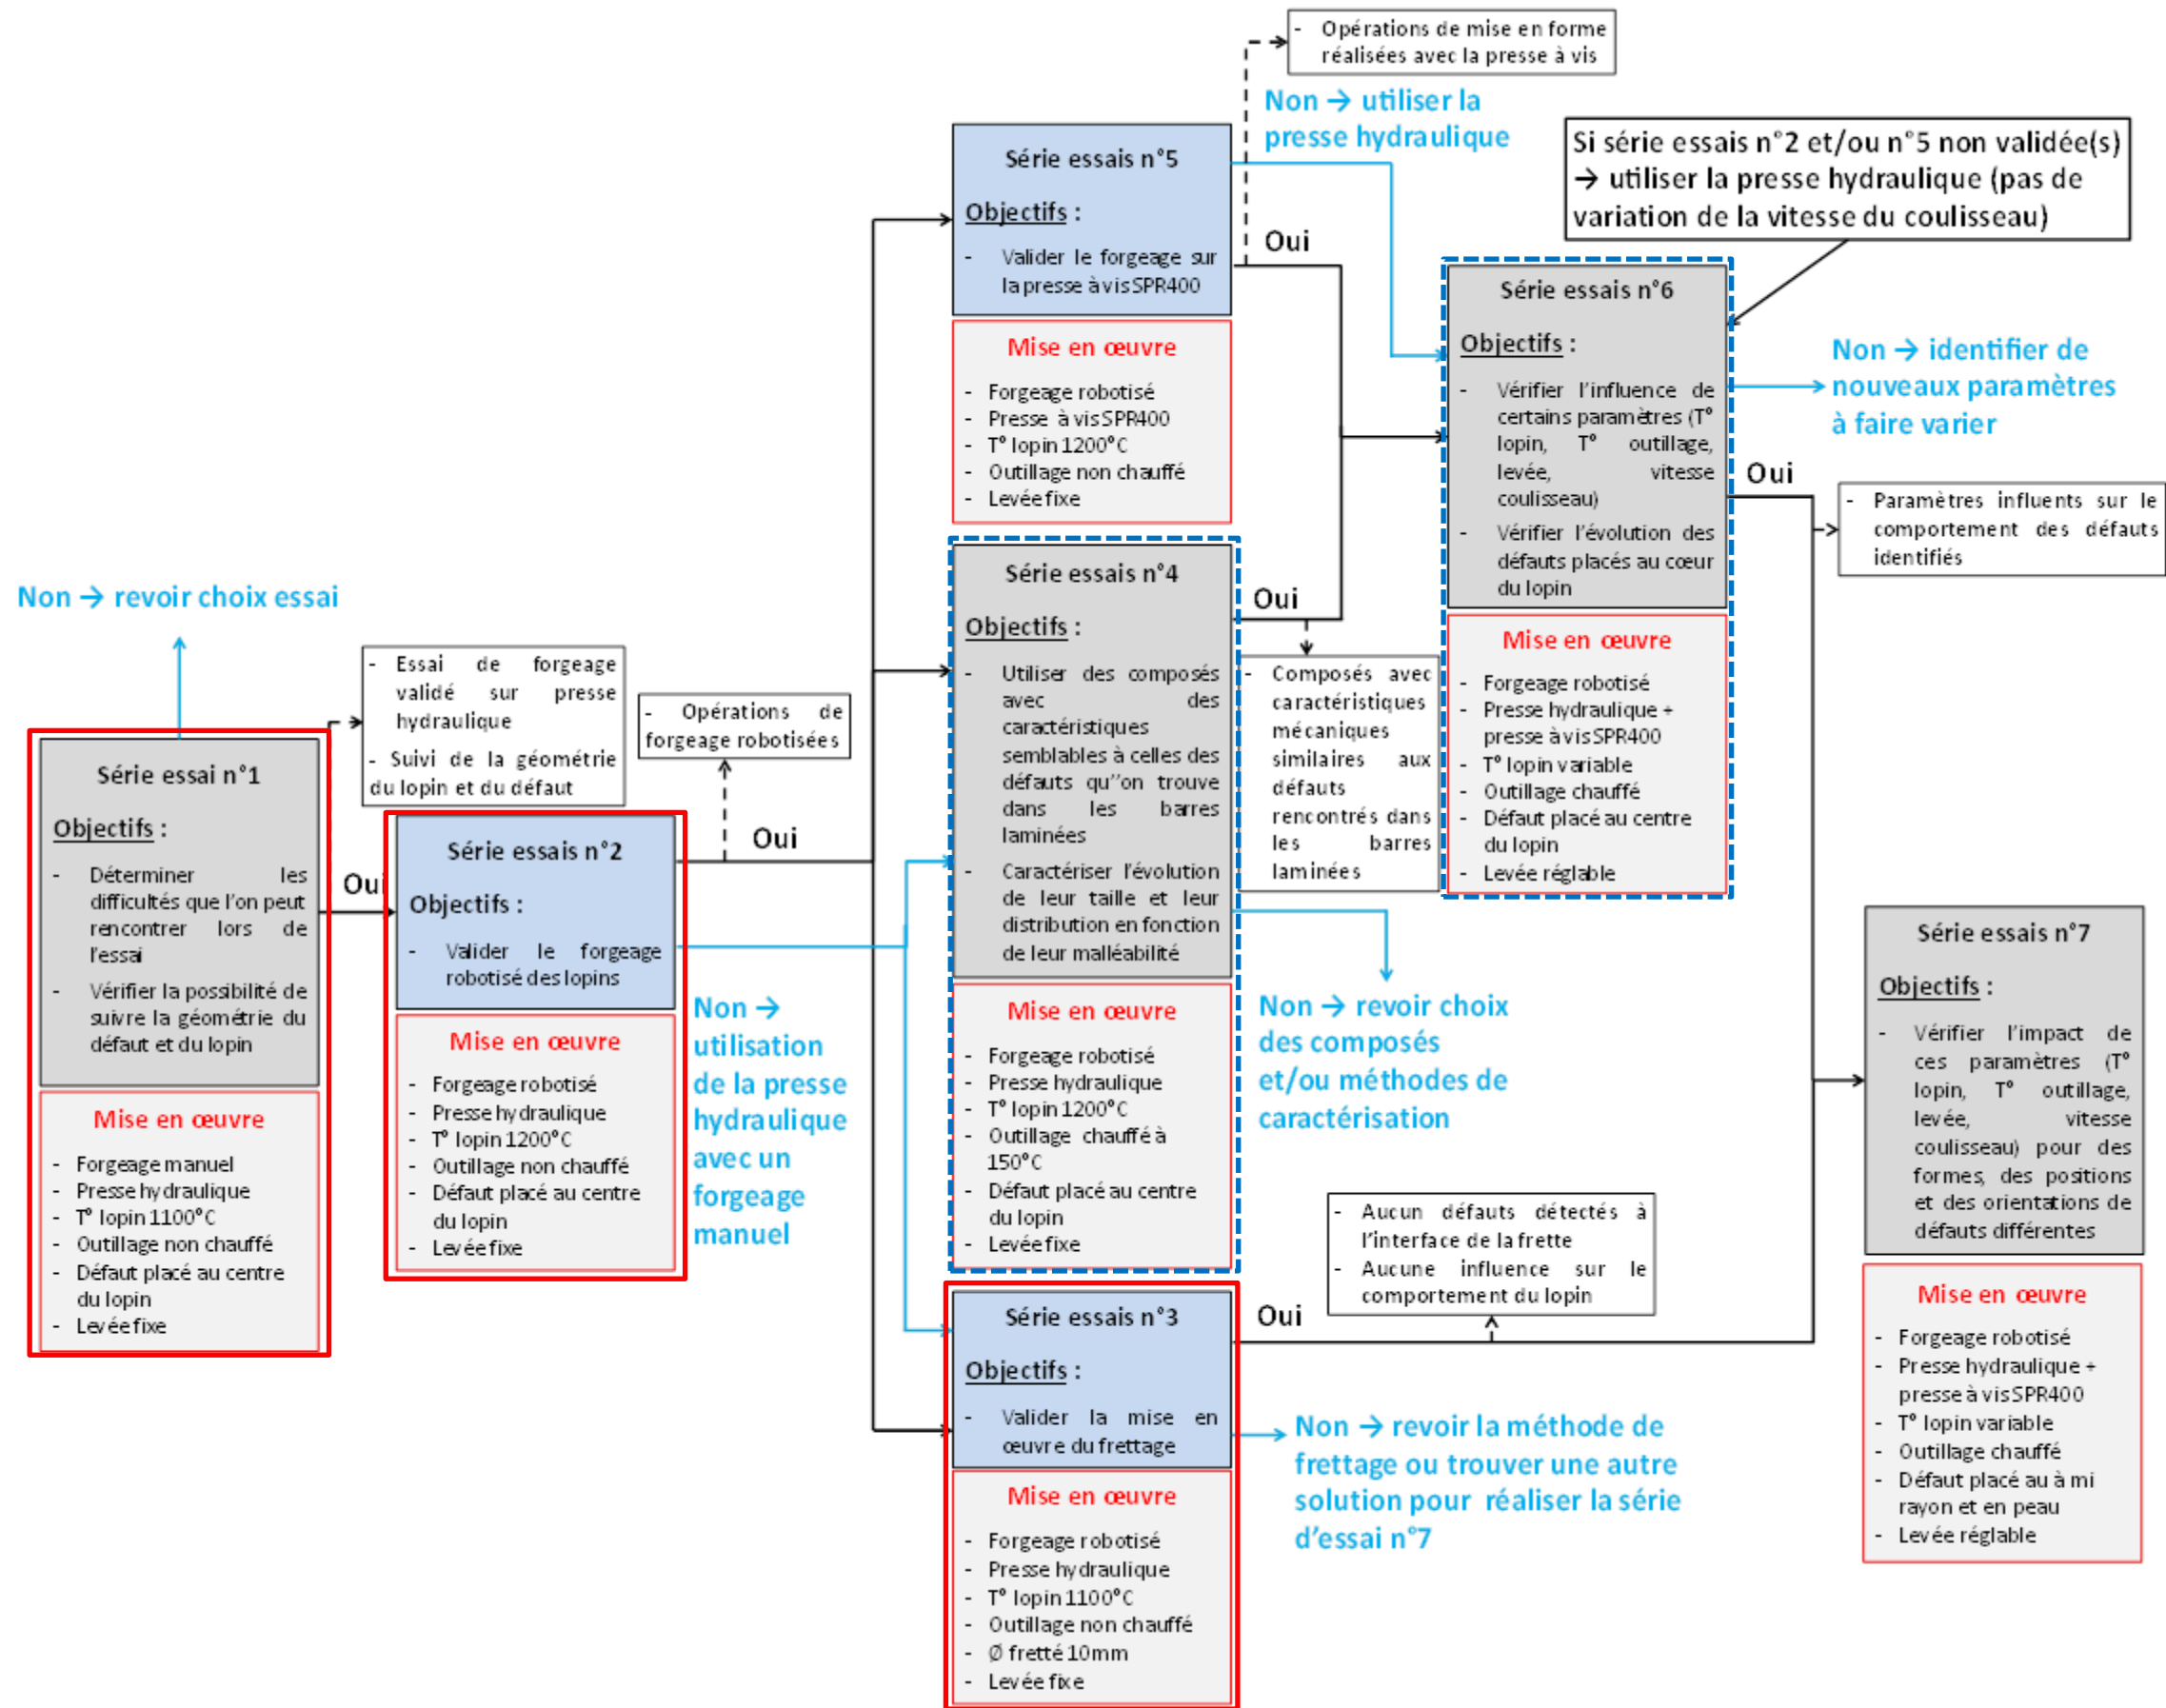 - Opérations de mise en forme
réalisées avec la presse à vis
Non → utiliser la
presse hydraulique
Si série essais n°2 et/ou n°5 non validée(s)
→ utiliser la presse hydraulique (pas de
variation de la vitesse du coulisseau)
Série essais n°5
Objectifs :
- Valider le forgeage sur
la presse à vis SPR400
Mise en œuvre
- Forgeage robotisé
- Presse à vis SPR400
- T° lopin 1200°C
- Outillage non chauffé
- Levée fixe
Oui
Série essais n°6
Objectifs :
- Vérifier l'influence de
certains paramètres (T°
lopin, T° outillage,
levée, vitesse
coulisseau)
- Vérifier l'évolution des
défauts placés au cœur
du lopin
Mise en œuvre
- Forgeage robotisé
- Presse hydraulique +
presse à vis SPR400
- T° lopin variable
- Outillage chauffé
- Défaut placé au centre
du lopin
- Levée réglable
Non → identifier de
nouveaux paramètres
à faire varier
Oui
- Paramètres influents sur le
comportement des défauts
identifiés
Série essais n°4
Objectifs :
- Utiliser des composés
avec des
caractéristiques
semblables à celles des
défauts qu''on trouve
dans les barres
laminées
- Caractériser l'évolution
de leur taille et leur
distribution en fonction
de leur malléabilité
Mise en œuvre
- Forgeage robotisé
- Presse hydraulique
- T° lopin 1200°C
- Outillage chauffé à
150°C
- Défaut placé au centre
du lopin
- Levée fixe
Oui
- Composés avec
caractéristiques
mécaniques
similaires aux
défauts
rencontrés dans
les barres
laminées
Non → revoir choix
des composés
et/ou méthodes de
caractérisation
Non → revoir choix essai
- Essai de forgeage
validé sur presse
hydraulique
- Suivi de la géométrie
du lopin et du défaut
- Opérations de
forgeage robotisées
Série essai n°1
Objectifs :
- Déterminer les
difficultés que l'on peut
rencontrer lors de
l'essai
- Vérifier la possibilité de
suivre la géométrie du
défaut et du lopin
Mise en œuvre
- Forgeage manuel
- Presse hydraulique
- T° lopin 1100°C
- Outillage non chauffé
- Défaut placé au centre
du lopin
- Levée fixe
Oui
Série essais n°2
Objectifs :
- Valider le forgeage
robotisé des lopins
Mise en œuvre
- Forgeage robotisé
- Presse hydraulique
- T° lopin 1200°C
- Outillage non chauffé
- Défaut placé au centre
du lopin
- Levée fixe
Oui
Non →
utilisation
de la presse
hydraulique
avec un
forgeage
manuel
Série essais n°3
Objectifs :
- Valider la mise en
œuvre du frettage
Mise en œuvre
- Forgeage robotisé
- Presse hydraulique
- T° lopin 1100°C
- Outillage non chauffé
- Ø fretté 10mm
- Levée fixe
Oui
- Aucun défauts détectés à
l'interface de la frette
- Aucune influence sur le
comportement du lopin
Non → revoir la méthode de
frettage ou trouver une autre
solution pour réaliser la série
d'essai n°7
Série essais n°7
Objectifs :
- Vérifier l'impact de
ces paramètres (T°
lopin, T° outillage,
levée, vitesse
coulisseau) pour des
formes, des positions
et des orientations de
défauts différentes
Mise en œuvre
- Forgeage robotisé
- Presse hydraulique +
presse à vis SPR400
- T° lopin variable
- Outillage chauffé
- Défaut placé au à mi
rayon et en peau
- Levée réglable